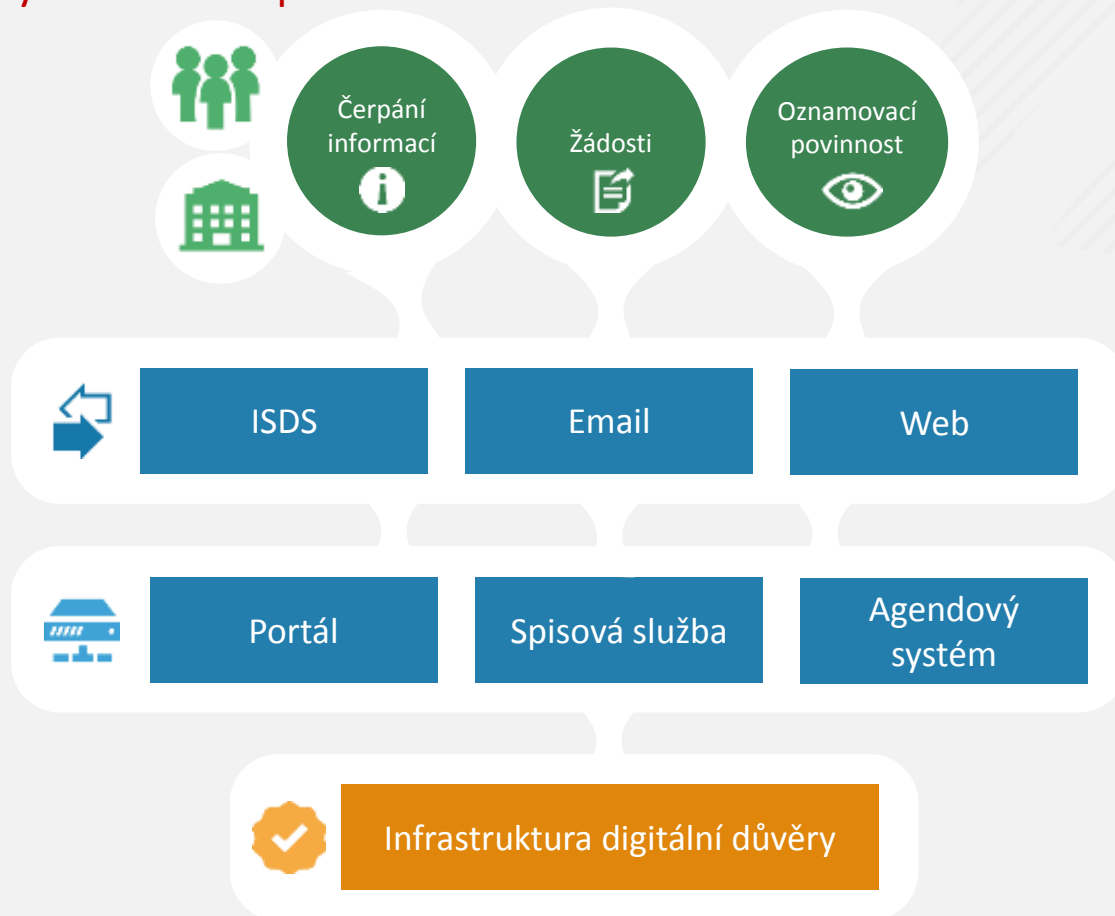 Čerpání
informací
Žádosti
Oznamovací
povinnost
ISDS
Email
Web
Portál
Spisová služba
Agendový
systém
Infrastruktura digitální důvěry